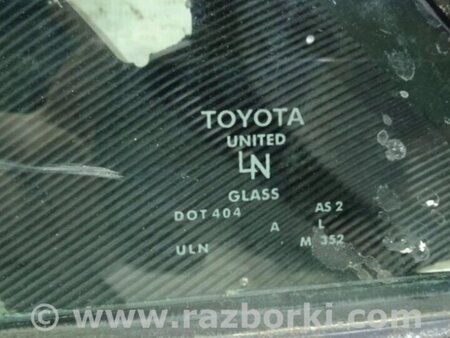 TOYOTA
UNITED
LN
GLASS
DOT 404 AS 2
A L
ULN M 352
© www.razborki.com